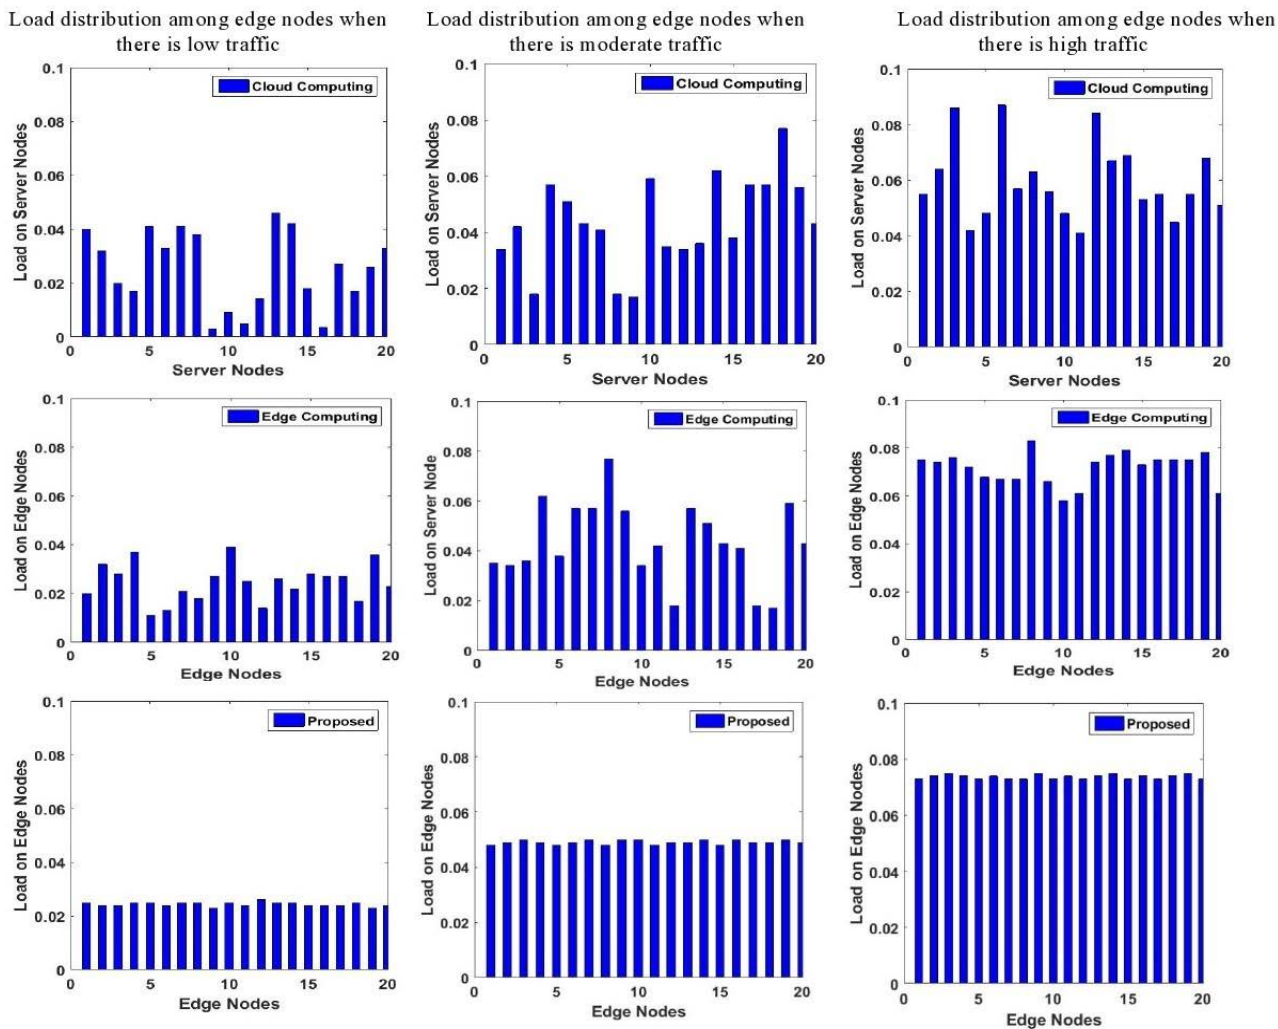 Load distribution among edge nodes when
there is low traffic
Load distribution among edge nodes when
there is moderate traffic
Load distribution among edge nodes when
there is high traffic
0.1
0.08
0.06
0.04
0.02
0
Load on Server Nodes
Cloud Computing
0 5 10 15 20
Server Nodes
0.1
0.08
0.06
0.04
0.02
0
Load on Server Nodes
Cloud Computing
0 5 10 15 20
Server Nodes
0.1
0.08
0.06
0.04
0.02
0
Load on Server Nodes
Cloud Computing
0 5 10 15 20
Server Nodes
0.1
0.08
0.06
0.04
0.02
0
Load on Edge Nodes
Edge Computing
0 5 10 15 20
Edge Nodes
0.1
0.08
0.06
0.04
0.02
0
Load on Server Node
Edge Computing
0 5 10 15 20
Edge Nodes
0.1
0.08
0.06
0.04
0.02
0
Load on Edge Nodes
Edge Computing
0 5 10 15 20
Edge Nodes
0.1
0.08
0.06
0.04
0.02
0
Load on Edge Nodes
Proposed
0 5 10 15 20
Edge Nodes
0.1
0.08
0.06
0.04
0.02
0
Load on Edge Nodes
Proposed
0 5 10 15 20
Edge Nodes
0.1
0.08
0.06
0.04
0.02
0
Load on Edge Nodes
Proposed
0 5 10 15 20
Edge Nodes